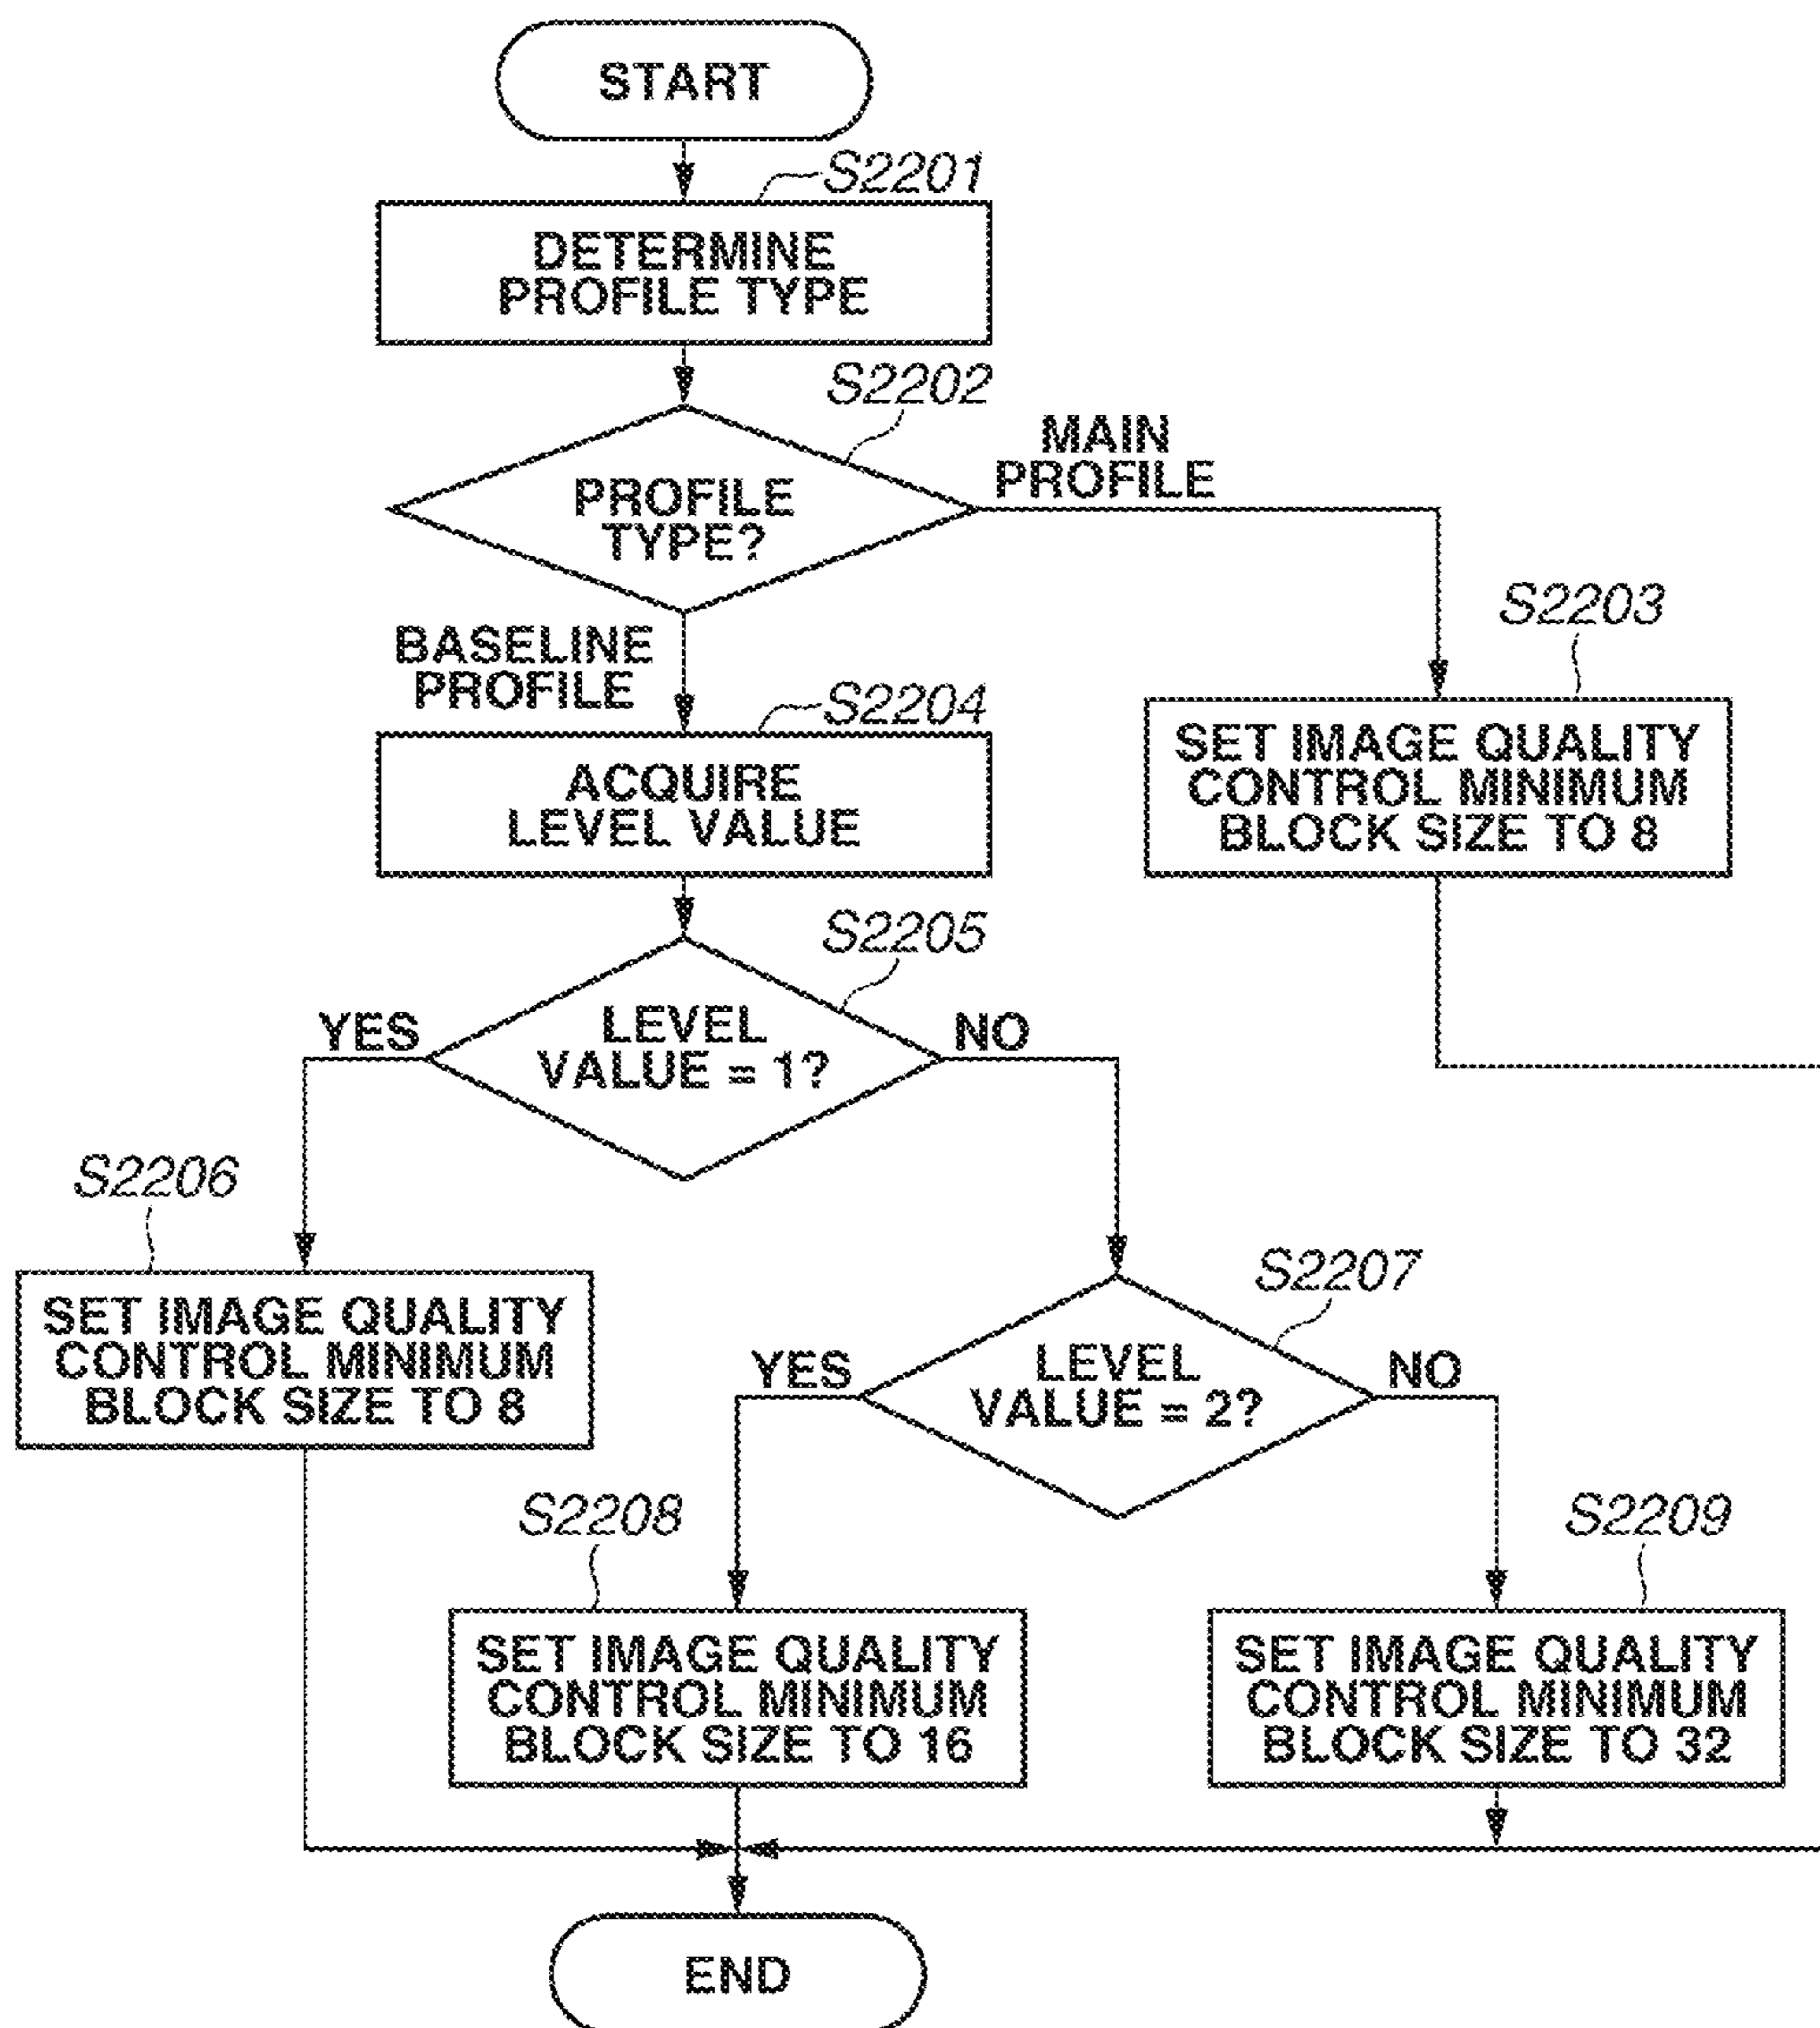 START
S2201
DETERMINE
PROFILE TYPE
S2202
PROFILE
TYPE?
MAIN
PROFILE
S2203
SET IMAGE QUALITY
CONTROL MINIMUM
BLOCK SIZE TO 8
BASELINE
PROFILE
S2204
ACQUIRE
LEVEL VALUE
S2205
LEVEL
VALUE = 1?
YES
NO
S2206
SET IMAGE QUALITY
CONTROL MINIMUM
BLOCK SIZE TO 8
S2207
LEVEL
VALUE = 2?
YES
NO
S2208
SET IMAGE QUALITY
CONTROL MINIMUM
BLOCK SIZE TO 16
S2209
SET IMAGE QUALITY
CONTROL MINIMUM
BLOCK SIZE TO 32
END